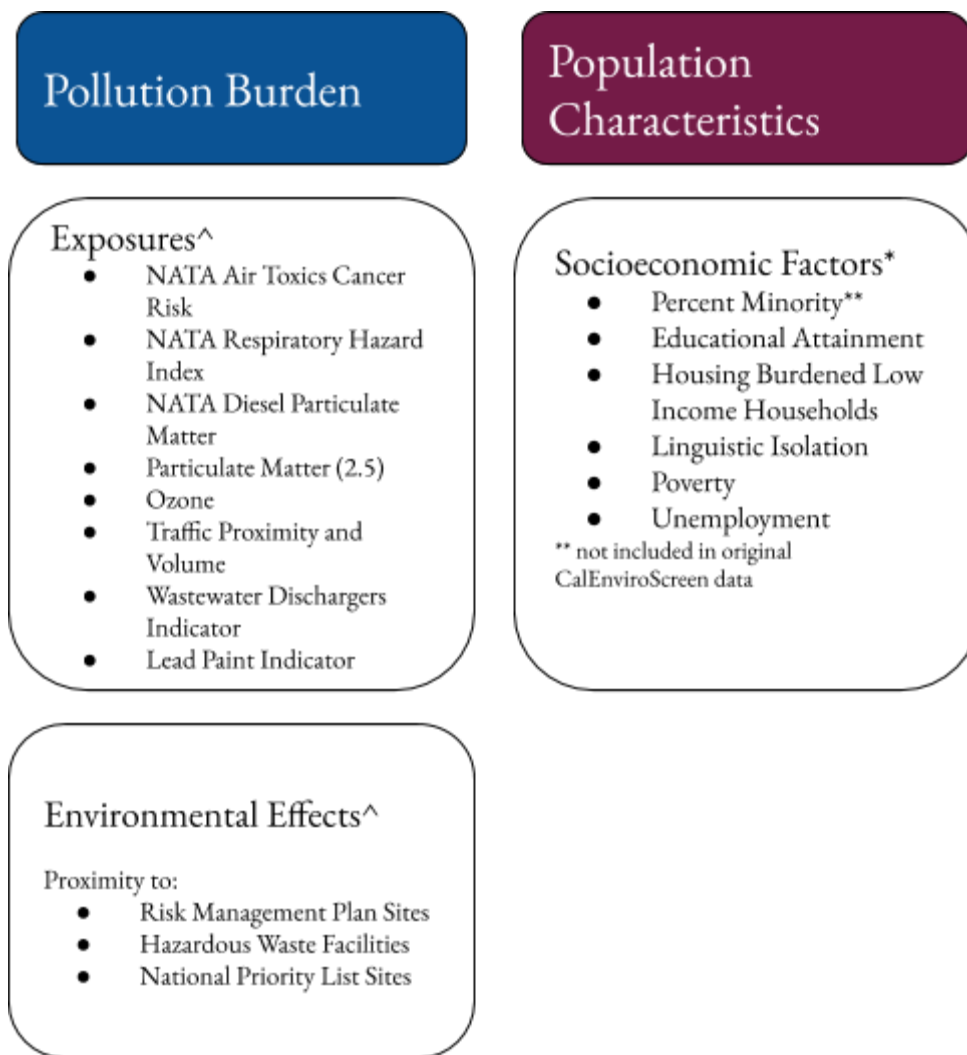 Pollution Burden
Population
Characteristics
Exposures^
● NATA Air Toxics Cancer
Risk
● NATA Respiratory Hazard
Index
● NATA Diesel Particulate
Matter
● Particulate Matter (2.5)
● Ozone
● Traffic Proximity and
Volume
● Wastewater Dischargers
Indicator
● Lead Paint Indicator
Socioeconomic Factors*
● Percent Minority**
● Educational Attainment
● Housing Burdened Low
Income Households
● Linguistic Isolation
● Poverty
● Unemployment
** not included in original
CalEnviroScreen data
Environmental Effects^
Proximity to:
● Risk Management Plan Sites
● Hazardous Waste Facilities
● National Priority List Sites